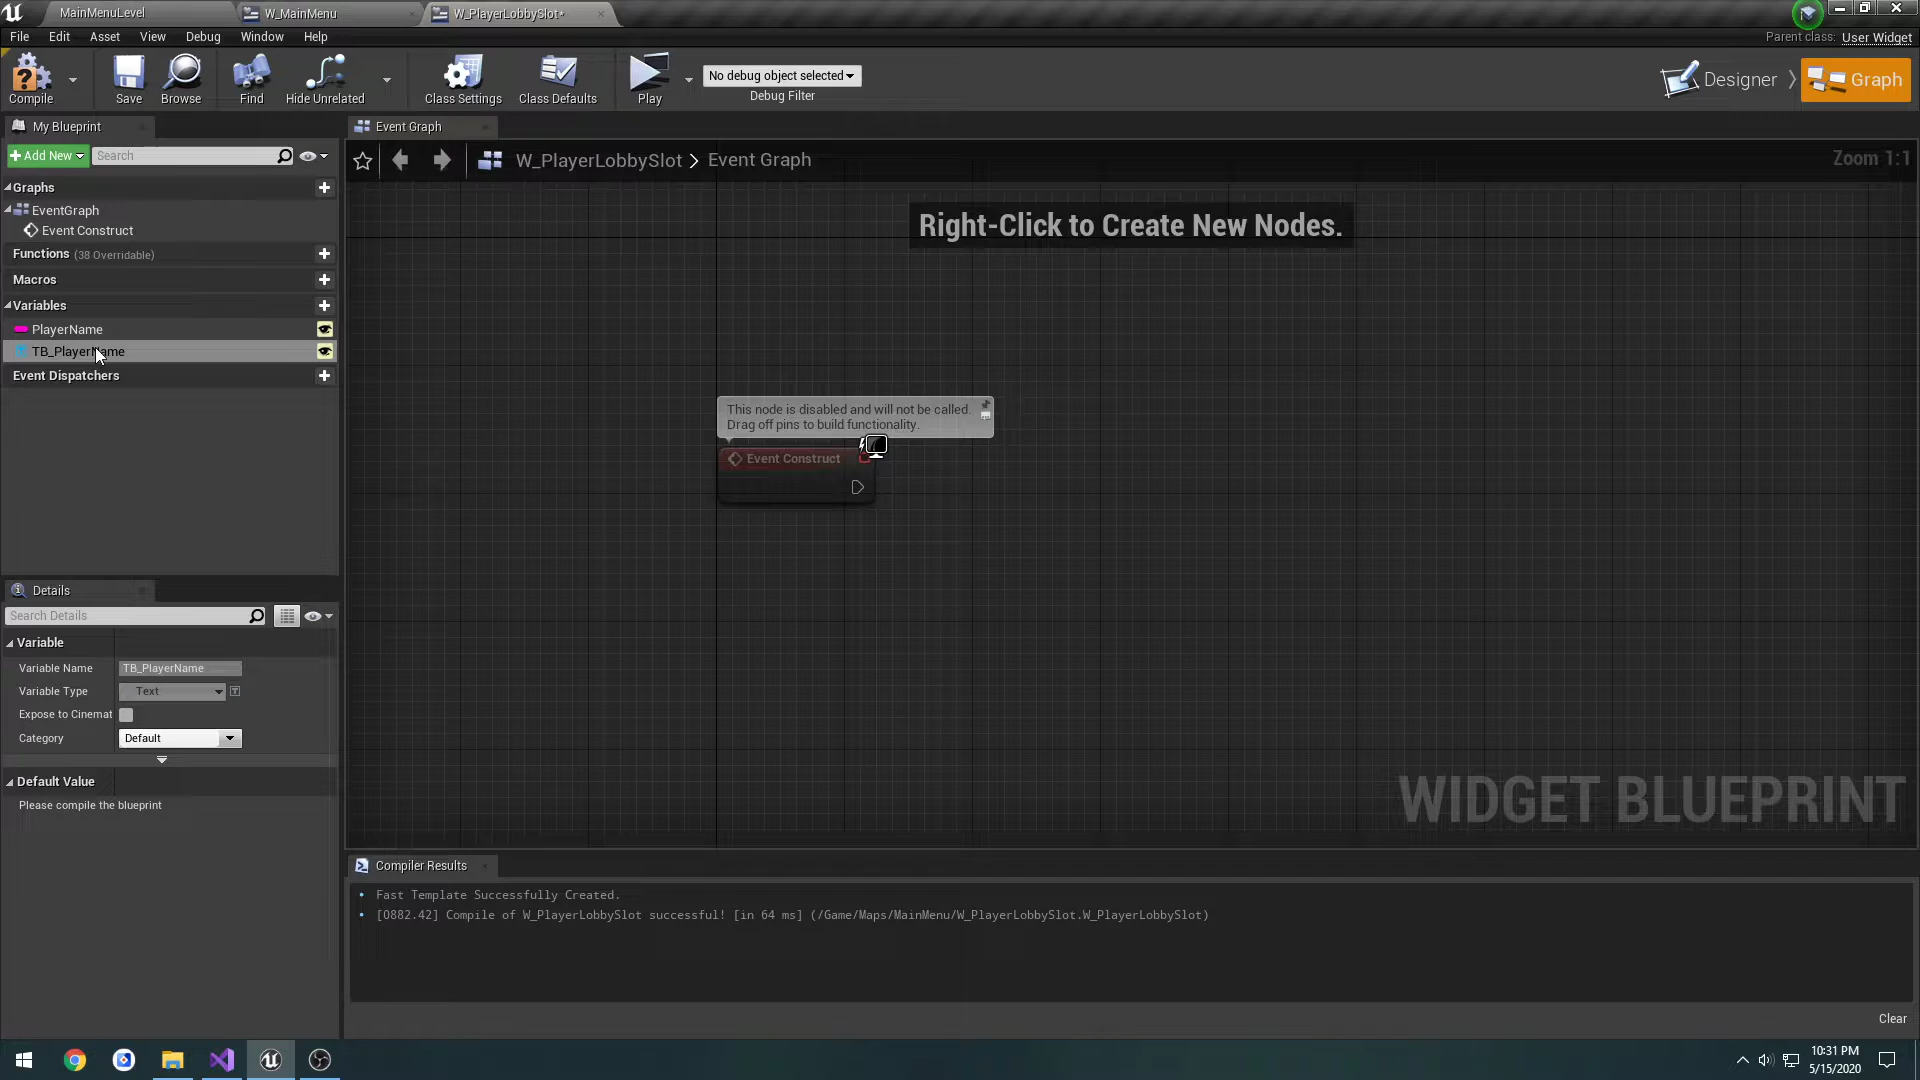 MainMenuLevel
W_MainMenu
W_PlayerLobbySlot*
File Edit Asset View Debug Window Help
Parent class: User Widget
Compile
Save
Browse
Find
Hide Unrelated
Class Settings
Class Defaults
Play
No debug object selected
Debug Filter
Designer
Graph
My Blueprint
Event Graph
Add New
Search
W_PlayerLobbySlot > Event Graph
Zoom 1:1
Right-Click to Create New Nodes.
Graphs
EventGraph
Event Construct
Functions (38 Overridable)
Macros
Variables
PlayerName
TB_PlayerName
Event Dispatchers
This node is disabled and will not be called.
Drag off pins to build functionality.
Event Construct
Details
Search Details
Variable
Variable Name TB_PlayerName
Variable Type Text
Expose to Cinemat
Category Default
Default Value
Please compile the blueprint
WIDGET BLUEPRINT
Compiler Results
Fast Template Successfully Created.
[0882.42] Compile of W_PlayerLobbySlot successful! [in 64 ms] (/Game/Maps/MainMenu/W_PlayerLobbySlot.W_PlayerLobbySlot)
Clear
10:31 PM
5/15/2020